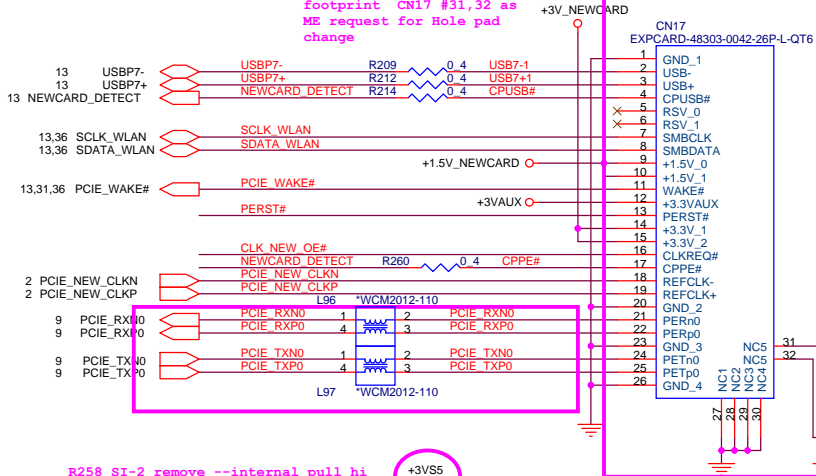 footprint CN17 #31,32 as
ME request for Hole pad
change
+3V_NEWCARD
CN17
EXPCARD-48303-0042-26P-L-QT6
13 USBP7- USBP7- R209 0_4 USB7-1 2 USB-
13 USBP7+ USBP7+ R212 0_4 USB7+1 3 USB+
13 NEWCARD_DETECT NEWCARD_DETECT R214 0_4 CPUSB# 4 CPUSB#
1 GND_1
5 RSV_0
6 RSV_1
13,36 SCLK_WLAN SCLK_WLAN 7 SMBCLK
13,36 SDATA_WLAN SDATA_WLAN 8 SMBDATA
+1.5V_NEWCARD 9 +1.5V_0
10 +1.5V_1
13,31,36 PCIE_WAKE# PCIE_WAKE# 11 WAKE#
+3VAUX 12 +3.3VAUX
PERST# 13 PERST#
14 +3.3V_1
15 +3.3V_2
CLK_NEW_OE# 16 CLKREQ#
NEWCARD_DETECT R260 0_4 CPPE# 17 CPPE#
2 PCIE_NEW_CLKN PCIE_NEW_CLKN 18 REFCLK-
2 PCIE_NEW_CLKP PCIE_NEW_CLKP 19 REFCLK+
L96 *WCM2012-110 20 GND_2
9 PCIE_RXN0 PCIE_RXN0 1 2 PCIE_RXN0 21 PERn0
9 PCIE_RXP0 PCIE_RXP0 4 3 PCIE_RXP0 22 PERp0
23 GND_3 NC5 31
9 PCIE_TXN0 PCIE_TXN0 1 2 PCIE_TXN0 24 PETn0 NC5 32
9 PCIE_TXP0 PCIE_TXP0 4 3 PCIE_TXP0 25 PETp0
L97 *WCM2012-110 26 GND_4
NC1 NC2 NC3 NC4
27 28 29 30
R258 SI-2 remove --internal pull hi
+3VS5